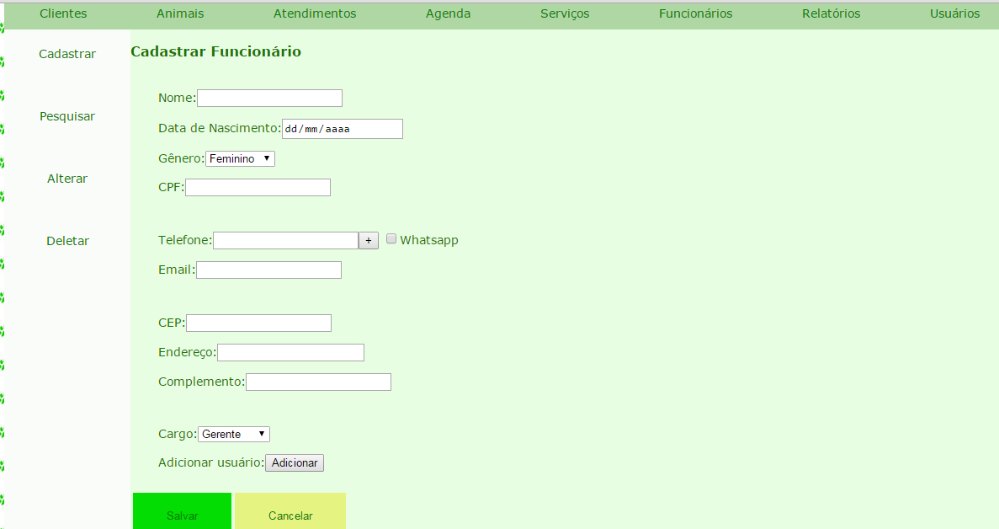 Clientes Animais Atendimentos Agenda Serviços Funcionários Relatórios Usuários
Cadastrar
Pesquisar
Alterar
Deletar
Cadastrar Funcionário
Nome:
Data de Nascimento: dd/mm/aaaa
Gênero: Feminino
CPF:
Telefone: + Whatsapp
Email:
CEP:
Endereço:
Complemento:
Cargo: Gerente
Adicionar usuário: Adicionar
Salvar Cancelar